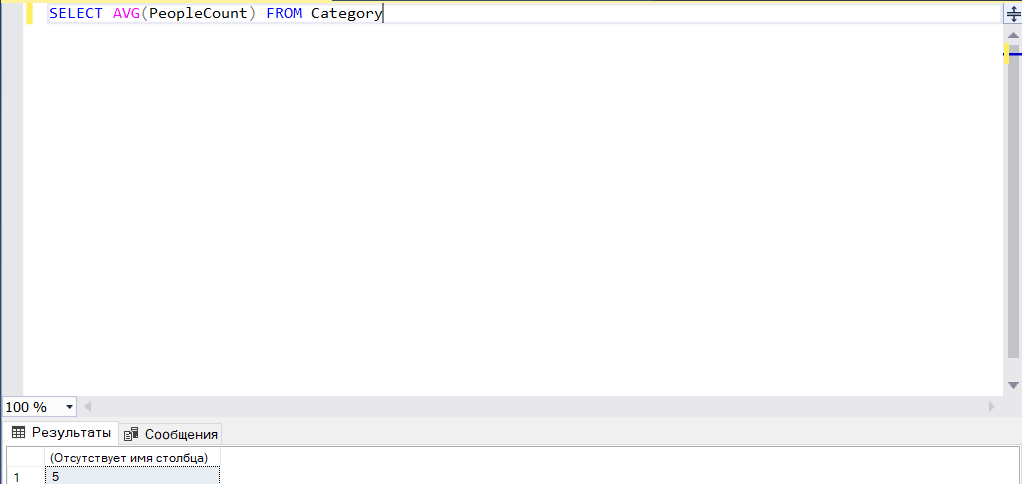 SELECT AVG(PeopleCount) FROM Category
100 %
Результаты Сообщения
(Отсутствует имя столбца)
1 5